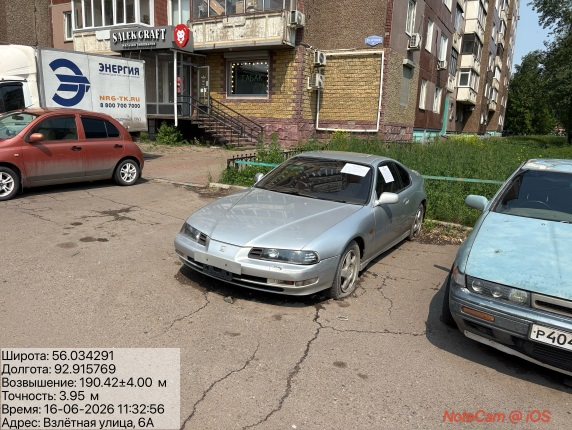 SALEK CRAFT
ЭНЕРГИЯ
NRG-TK.RU
8 800 700 7000
ТАБАК
Р404
Широта: 56.034291
Долгота: 92.915769
Возвышение: 190.42±4.00 м
Точность: 3.95 м
Время: 16-06-2026 11:32:56
Адрес: Взлётная улица, 6А
NoteCam @ iOS